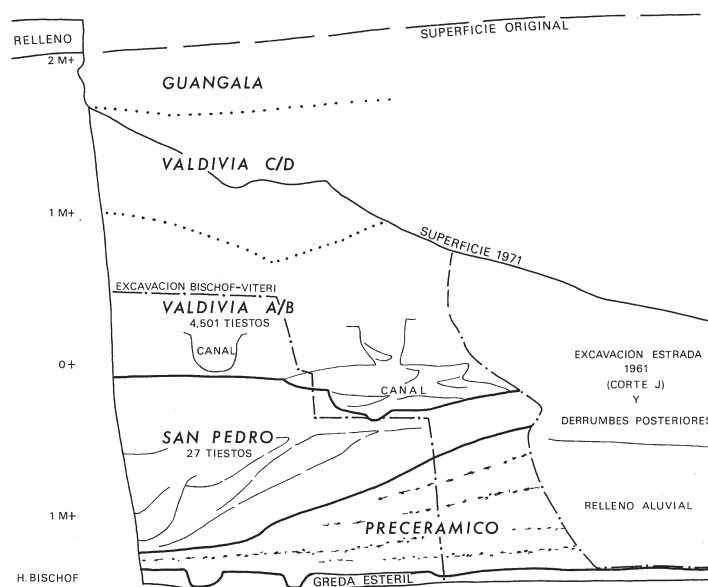 SUPERFICIE ORIGINAL
RELLENO
2 M+
GUANGALA
VALDIVIA C/D
1 M+
SUPERFICIE 1971
EXCAVACION BISCHOF-VITERI
VALDIVIA A/B
4,501 TIESTOS
CANAL
0+
EXCAVACION ESTRADA
1961
(CORTE J)
Y
DERRUMBES POSTERIORES
CANAL
SAN PEDRO
27 TIESTOS
1 M+
RELLENO ALUVIAL
PRECERAMICO
GREDA ESTERIL
H. BISCHOF